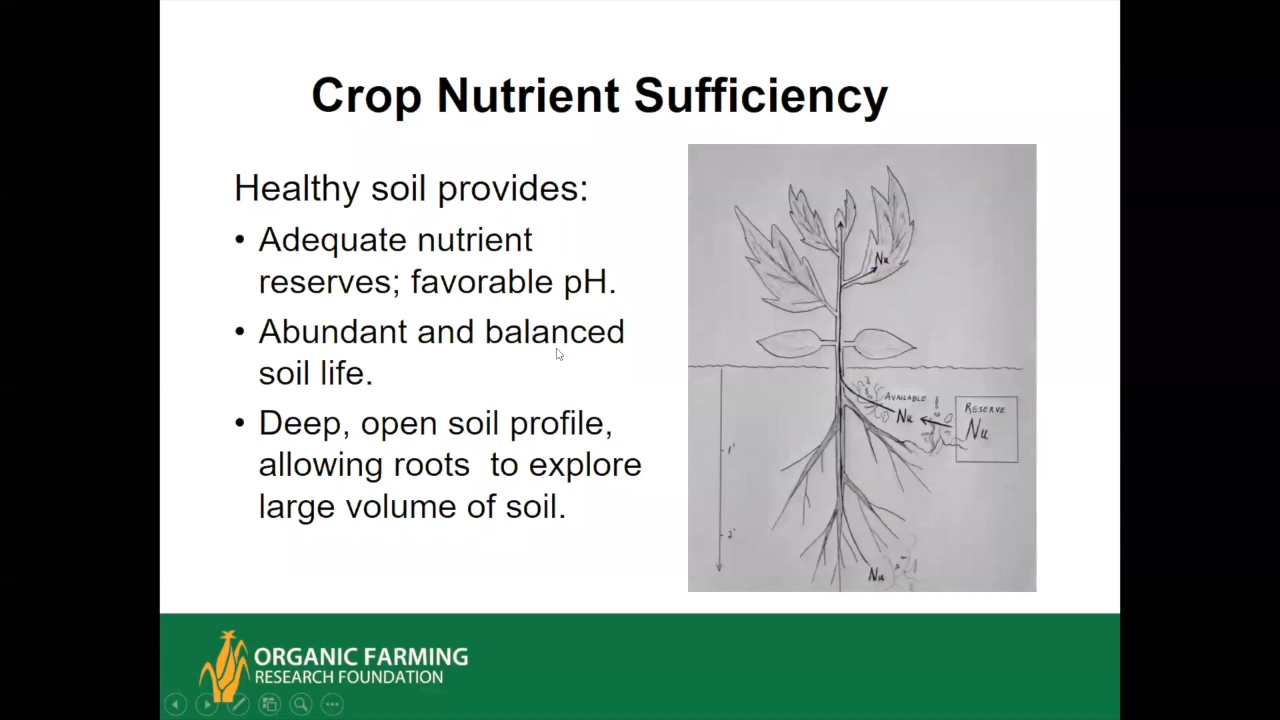 Crop Nutrient Sufficiency
Healthy soil provides:
• Adequate nutrient
reserves; favorable pH.
• Abundant and balanced
soil life.
• Deep, open soil profile,
allowing roots  to explore
large volume of soil.
Nu
AVAILABLE
Nu
RESERVE
Nu
1'
2'
Nu
ORGANIC FARMING
RESEARCH FOUNDATION